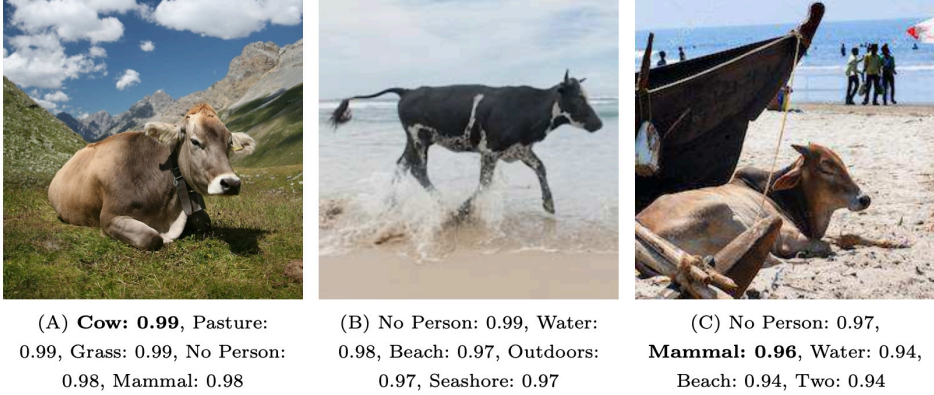 (A) Cow: 0.99, Pasture:
0.99, Grass: 0.99, No Person:
0.98, Mammal: 0.98
(B) No Person: 0.99, Water:
0.98, Beach: 0.97, Outdoors:
0.97, Seashore: 0.97
(C) No Person: 0.97,
Mammal: 0.96, Water: 0.94,
Beach: 0.94, Two: 0.94